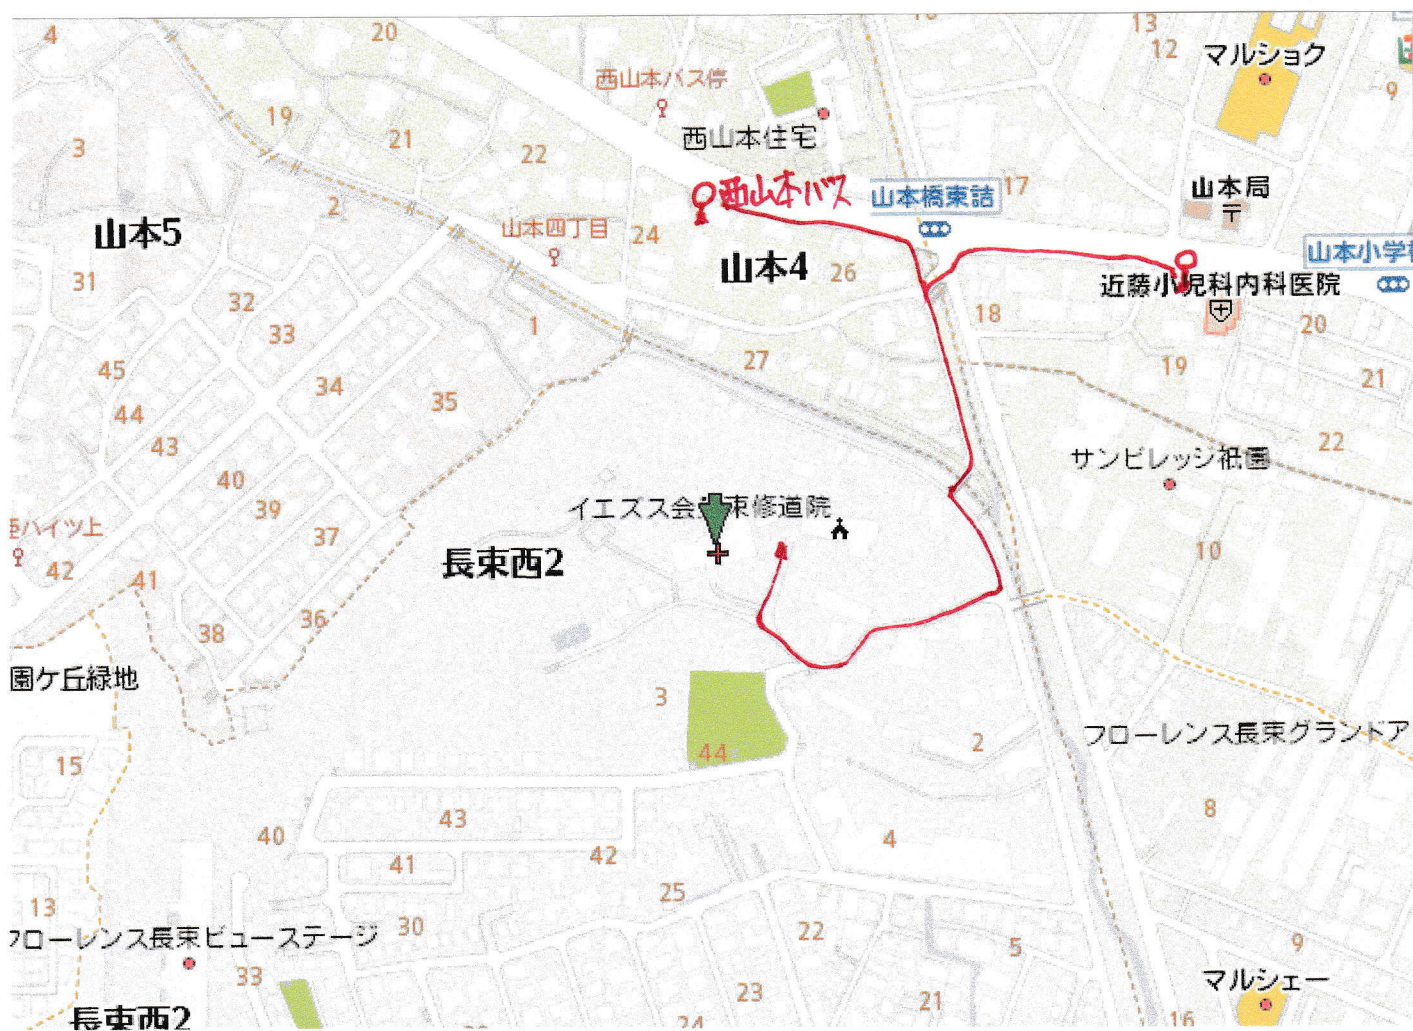 4
20
16
13
12
マルショク
9
西山本バス停
19
21
22
西山本住宅
3
2
西山本バス
山本橋東詰
17
山本局
〒
山本5
山本四丁目
24
山本4
26
山本小学校
31
32
33
1
近藤小児科内科医院
18
20
27
19
21
45
34
44
35
43
22
サンビレッジ祇園
40
39
イエズス会 束修道院
ハイツ上
37
長束西2
10
42
41
36
38
園ケ丘緑地
3
44
2
フローレンス長束グランドア
15
43
40
8
42
41
4
25
13
30
22
フローレンス長束ビューステージ
5
9
33
マルシェー
23
21
長束西2
24
16